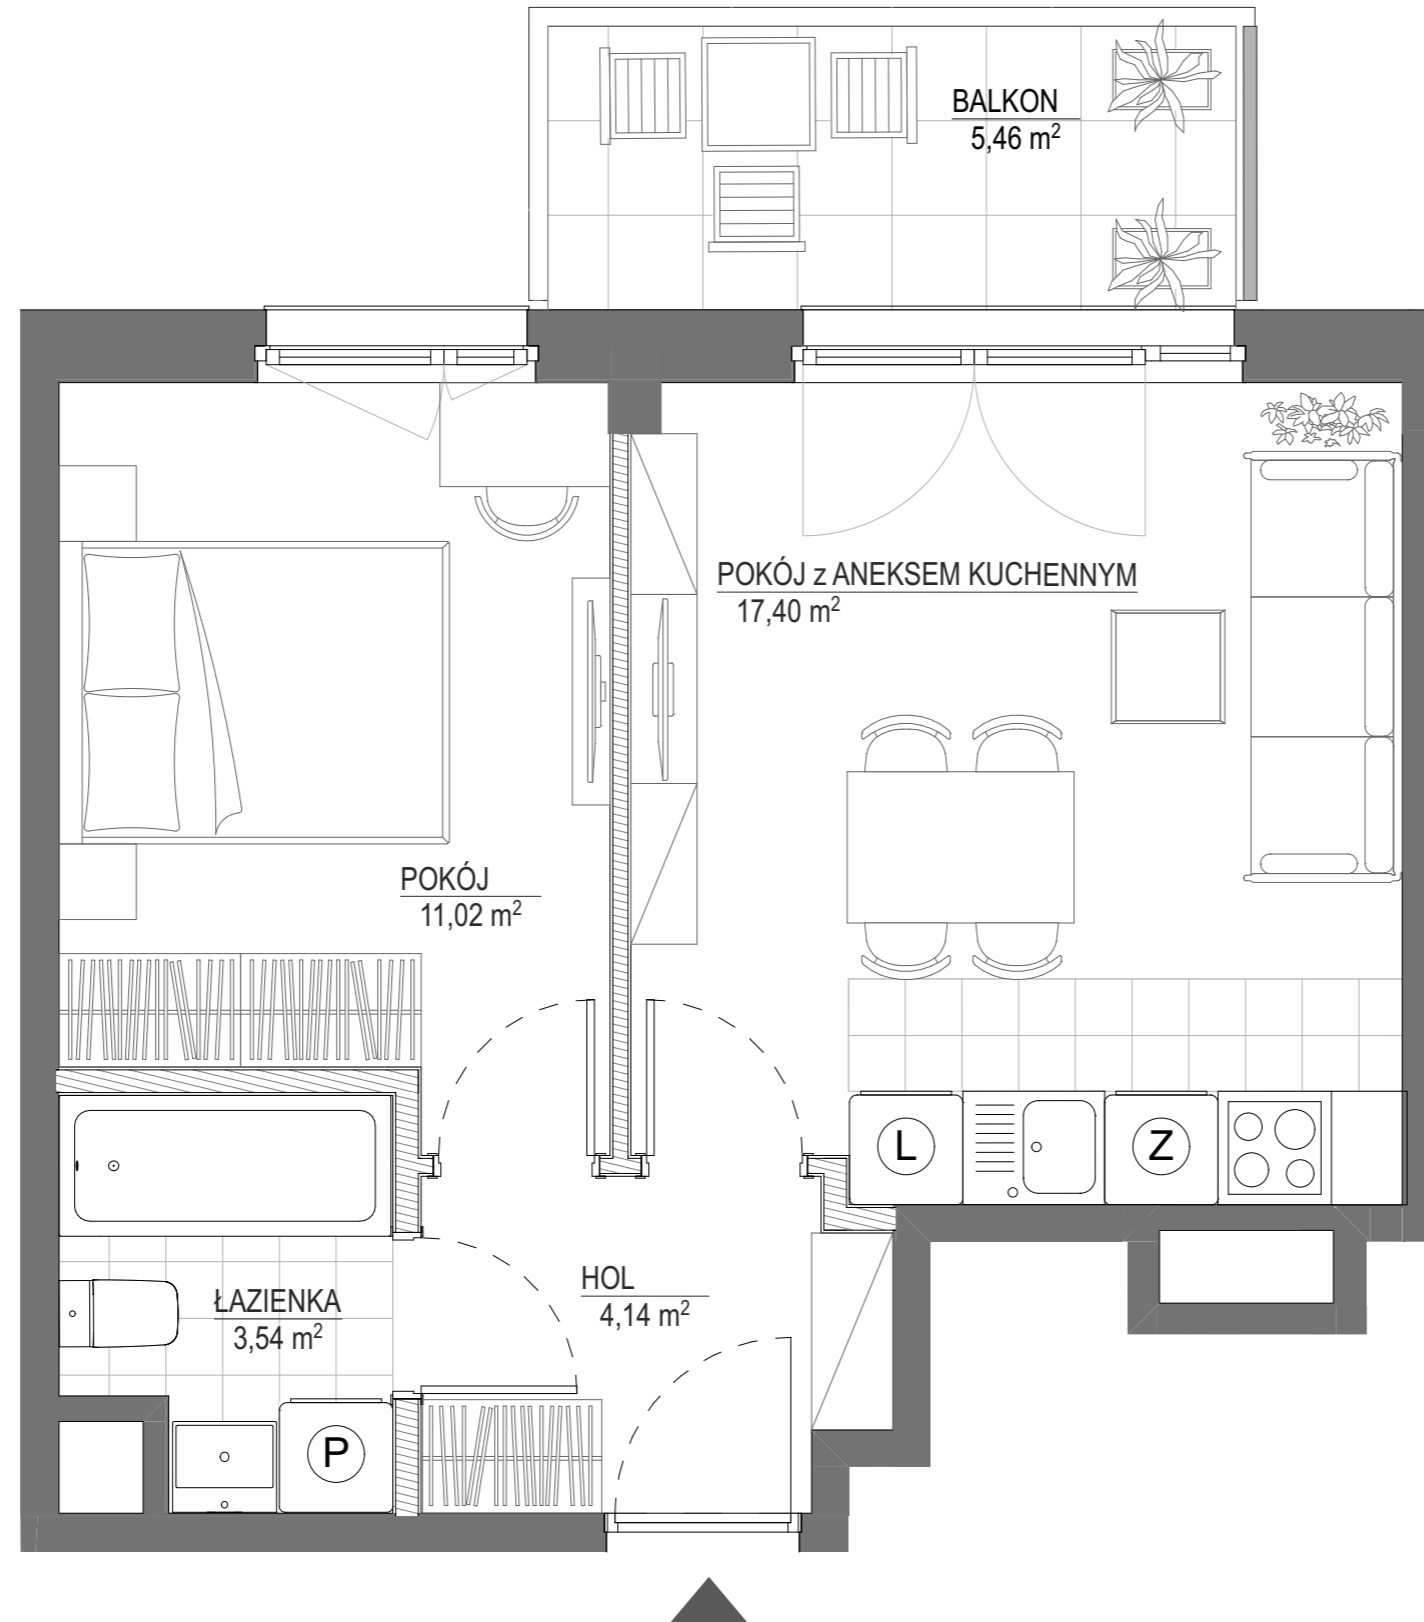 BALKON
5,46 m²
POKÓJ z ANEKSEM KUCHENNYM
17,40 m²
POKÓJ
11,02 m²
L
Z
HOL
4,14 m²
ŁAZIENKA
3,54 m²
P